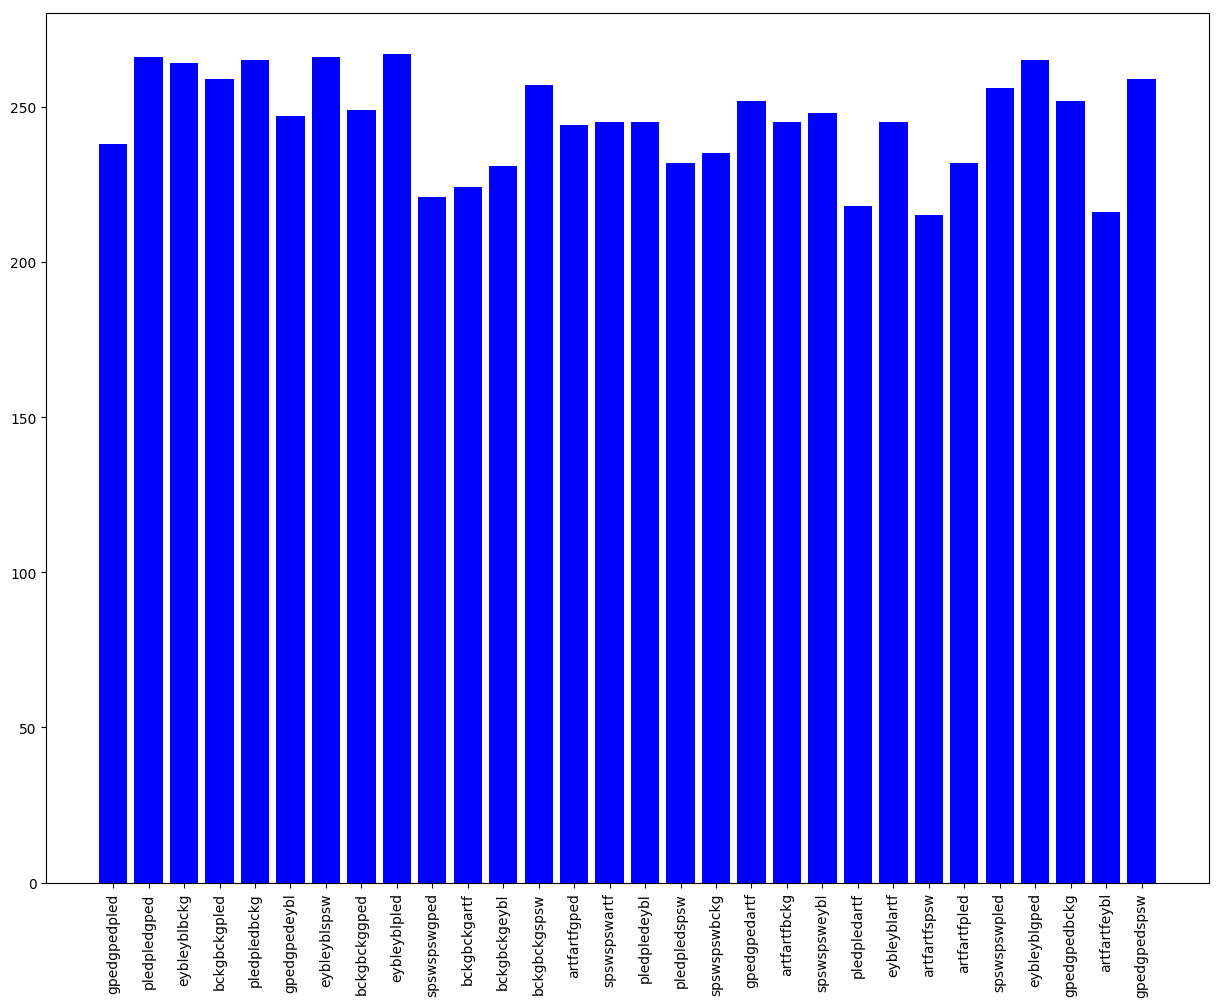 250
200
150
100
50
0
gpedgpedpled
pledpledgped
eybleyblbckg
bckgbckgpled
pledpledbckg
gpedgpedeybl
eybleyblspsw
bckgbckggped
eybleyblpled
spswspswgped
bckgbckgartf
bckgbckgeybl
bckgbckgspsw
artfartfgped
spswspswartf
pledpledeybl
pledpledspsw
spswspswbckg
gpedgpedartf
artfartfbckg
spswspsweybl
pledpledartf
eybleyblartf
artfartfspsw
artfartfpled
spswspswpled
eybleyblgped
gpedgpedbckg
artfartfeybl
gpedgpedspsw